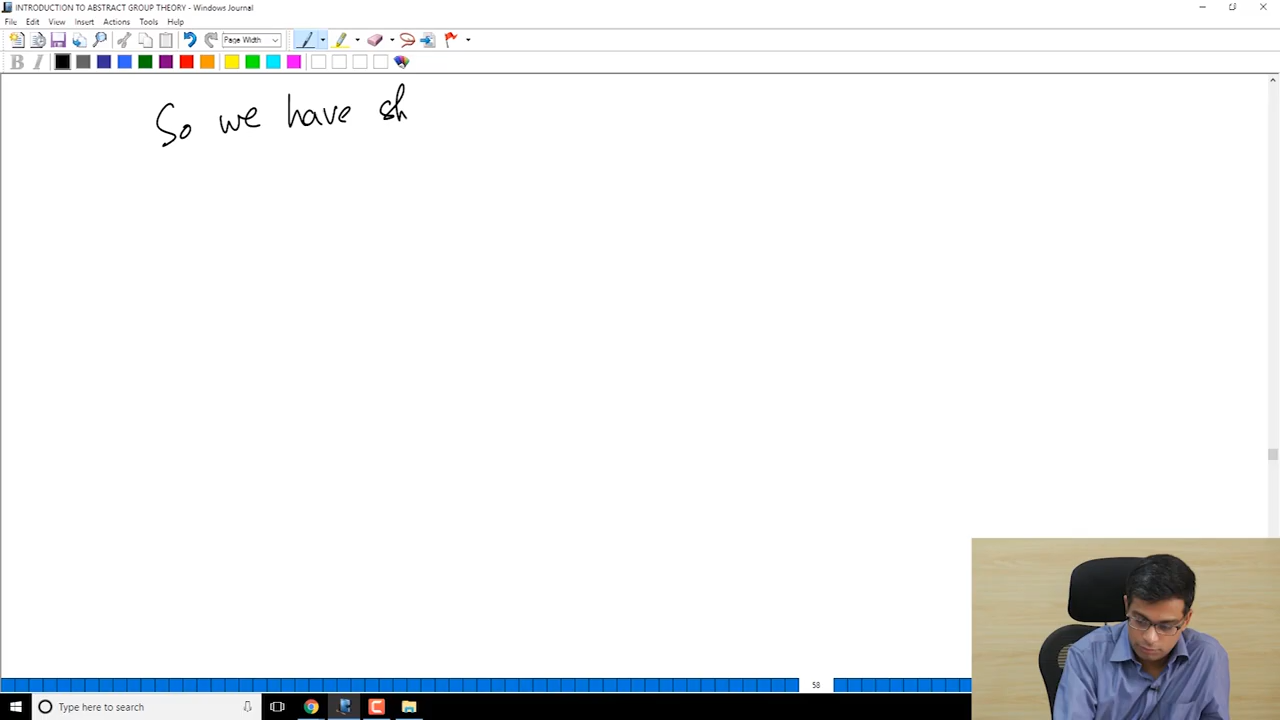 INTRODUCTION TO ABSTRACT GROUP THEORY - Windows Journal
File Edit View Insert Actions Tools Help
Page Width
B I
So we have sh
58
Type here to search